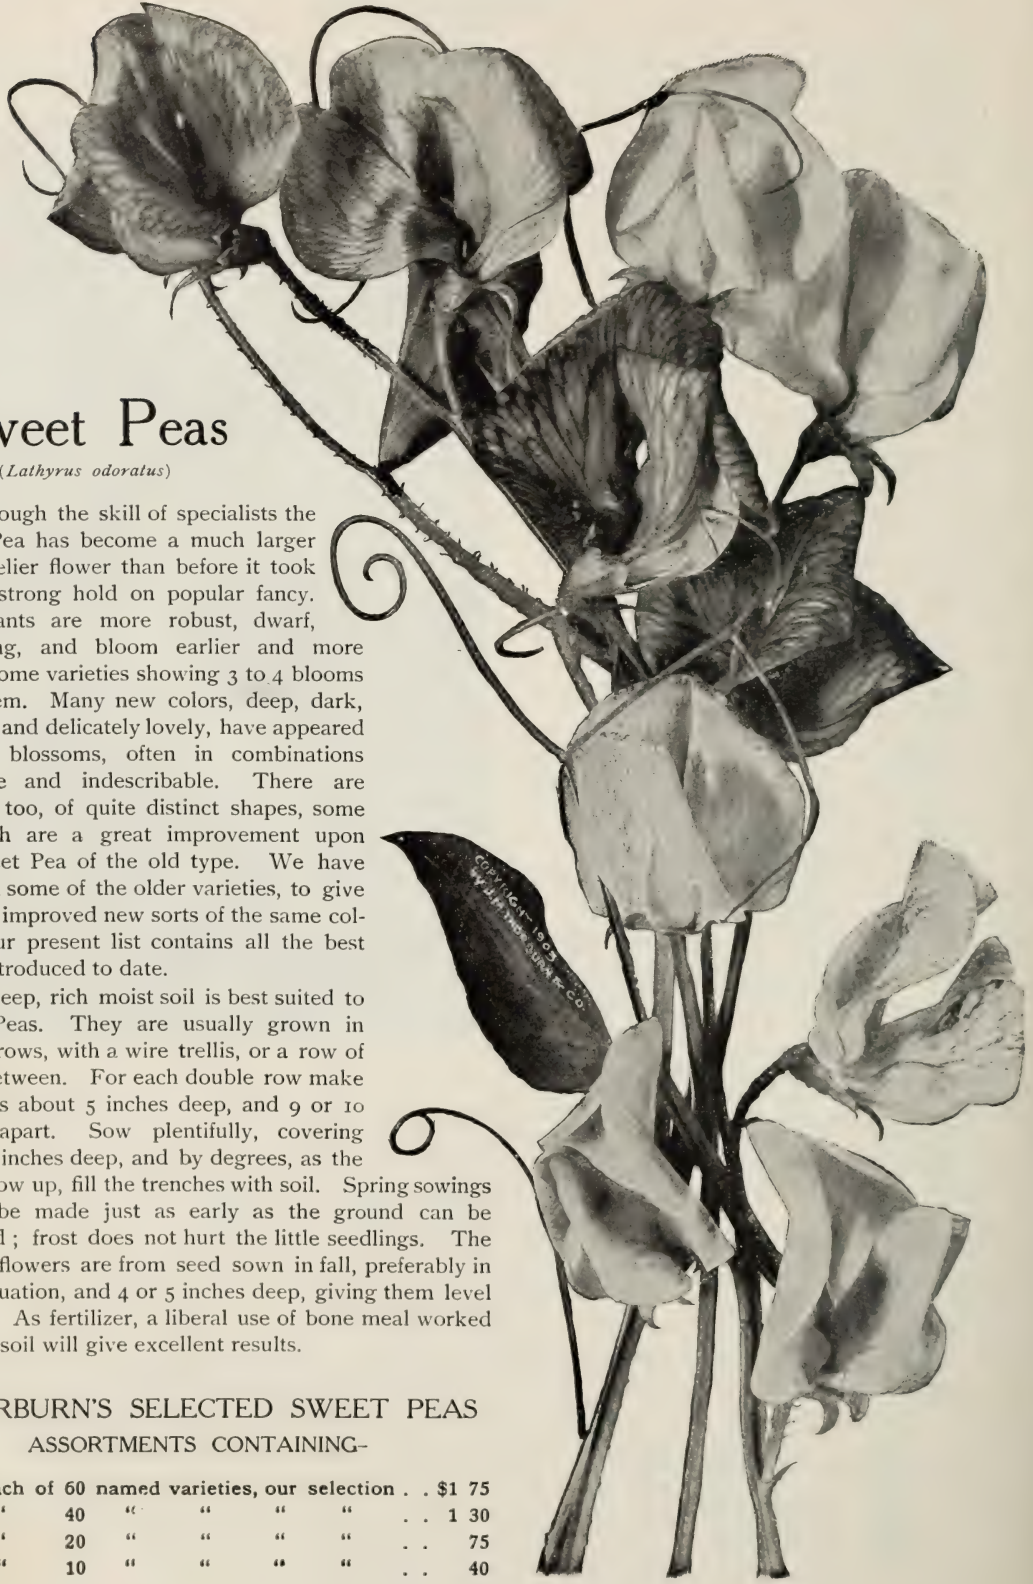 weet Peas
(Lathyrus odoratus)
ough the skill of specialists the
Pea has become a much larger
elier flower than before it took
strong hold on popular fancy.
ants are more robust, dwarf,
ng, and bloom earlier and more
ome varieties showing 3 to 4 blooms
em. Many new colors, deep, dark,
and delicately lovely, have appeared
blossoms, often in combinations
e and indescribable. There are
too, of quite distinct shapes, some
h are a great improvement upon
et Pea of the old type. We have
some of the older varieties, to give
improved new sorts of the same col-
ur present list contains all the best
troduced to date.
eep, rich moist soil is best suited to
Peas. They are usually grown in
rows, with a wire trellis, or a row of
etween. For each double row make
s about 5 inches deep, and 9 or 10
apart. Sow plentifully, covering
inches deep, and by degrees, as the
ow up, fill the trenches with soil. Spring sowings
be made just as early as the ground can be
d ; frost does not hurt the little seedlings. The
flowers are from seed sown in fall, preferably in
uation, and 4 or 5 inches deep, giving them level
As fertilizer, a liberal use of bone meal worked
soil will give excellent results.
RBURN'S SELECTED SWEET PEAS
ASSORTMENTS CONTAINING-
ch of 60 named varieties, our selection . . $1 75
“ 40 “ “ “ “ . . 1 30
“ 20 “ “ “ “ . . 75
“ 10 “ “ “ “ . . 40
COPYRIGHT 1905
& CO.